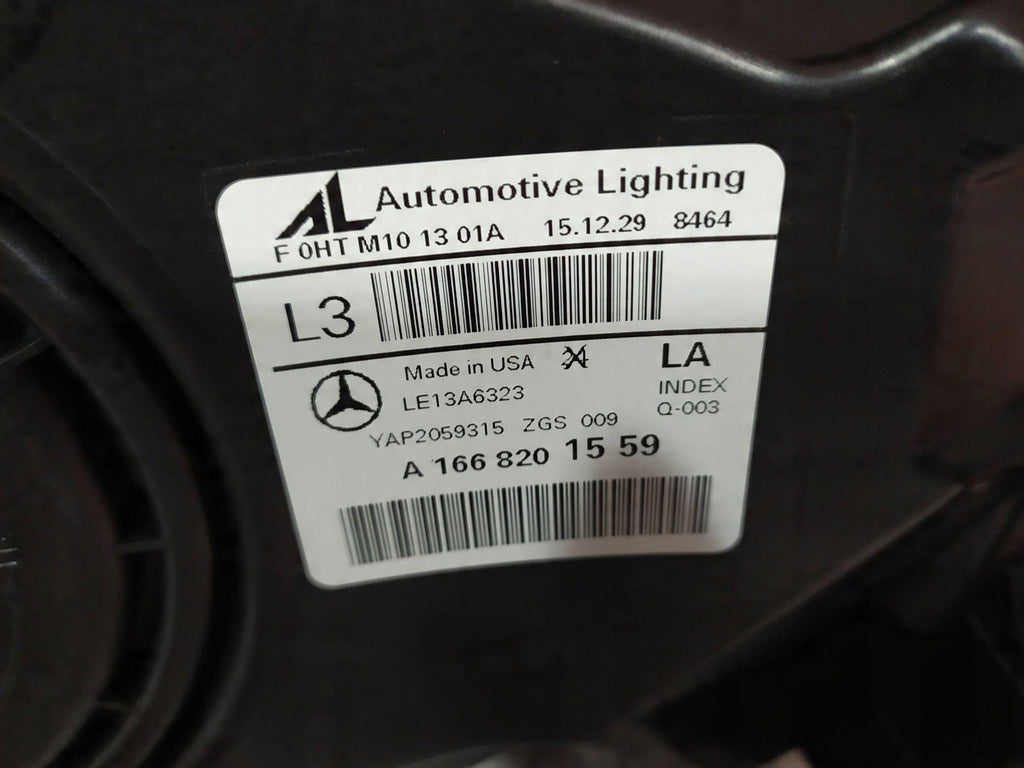 AL Automotive Lighting
F 0HT M10 13 01A 15.12.29 8464
L3
Made in USA 24 LA
LE13A6323 INDEX
YAP2059315 ZGS 009 Q-003
A 166 820 15 59